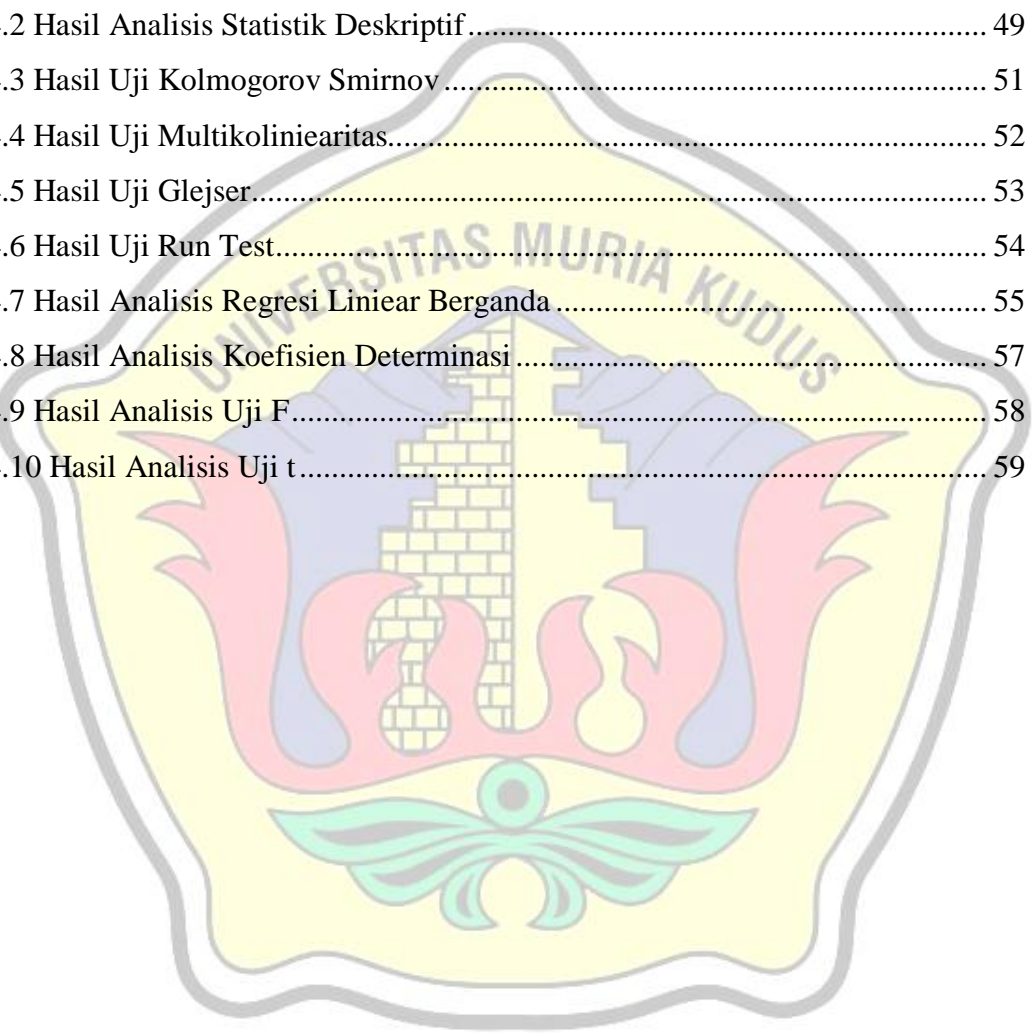 .2 Hasil Analisis Statistik Deskriptif 49
.3 Hasil Uji Kolmogorov Smirnov 51
.4 Hasil Uji Multikoliniearitas 52
.5 Hasil Uji Glejser 53
.6 Hasil Uji Run Test 54
.7 Hasil Analisis Regresi Liniear Berganda 55
.8 Hasil Analisis Koefisien Determinasi 57
.9 Hasil Analisis Uji F 58
.10 Hasil Analisis Uji t 59
UNIVERSITAS MURIA KUDUS